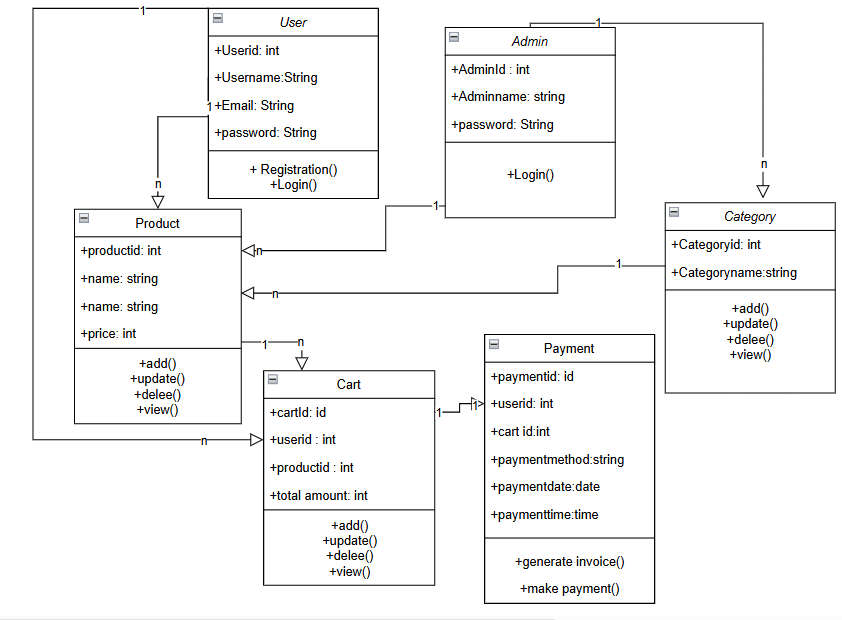 1
User
+Userid: int
+Username:String
1
+Email: String
+password: String
+ Registration()
+Login()
n
1
Admin
+AdminId : int
+Adminname: string
+password: String
+Login()
1
n
Product
+productid: int
+name: string
+name: string
+price: int
+add()
+update()
+delee()
+view()
n
n
1
Category
+Categoryid: int
+Categoryname:string
+add()
+update()
+delee()
+view()
1
n
Cart
+cartId: id
+userid : int
+productid : int
+total amount: int
+add()
+update()
+delee()
+view()
n
1
1
Payment
+paymentid: id
+userid: int
+cart id:int
+paymentmethod:string
+paymentdate:date
+paymenttime:time
+generate invoice()
+make payment()